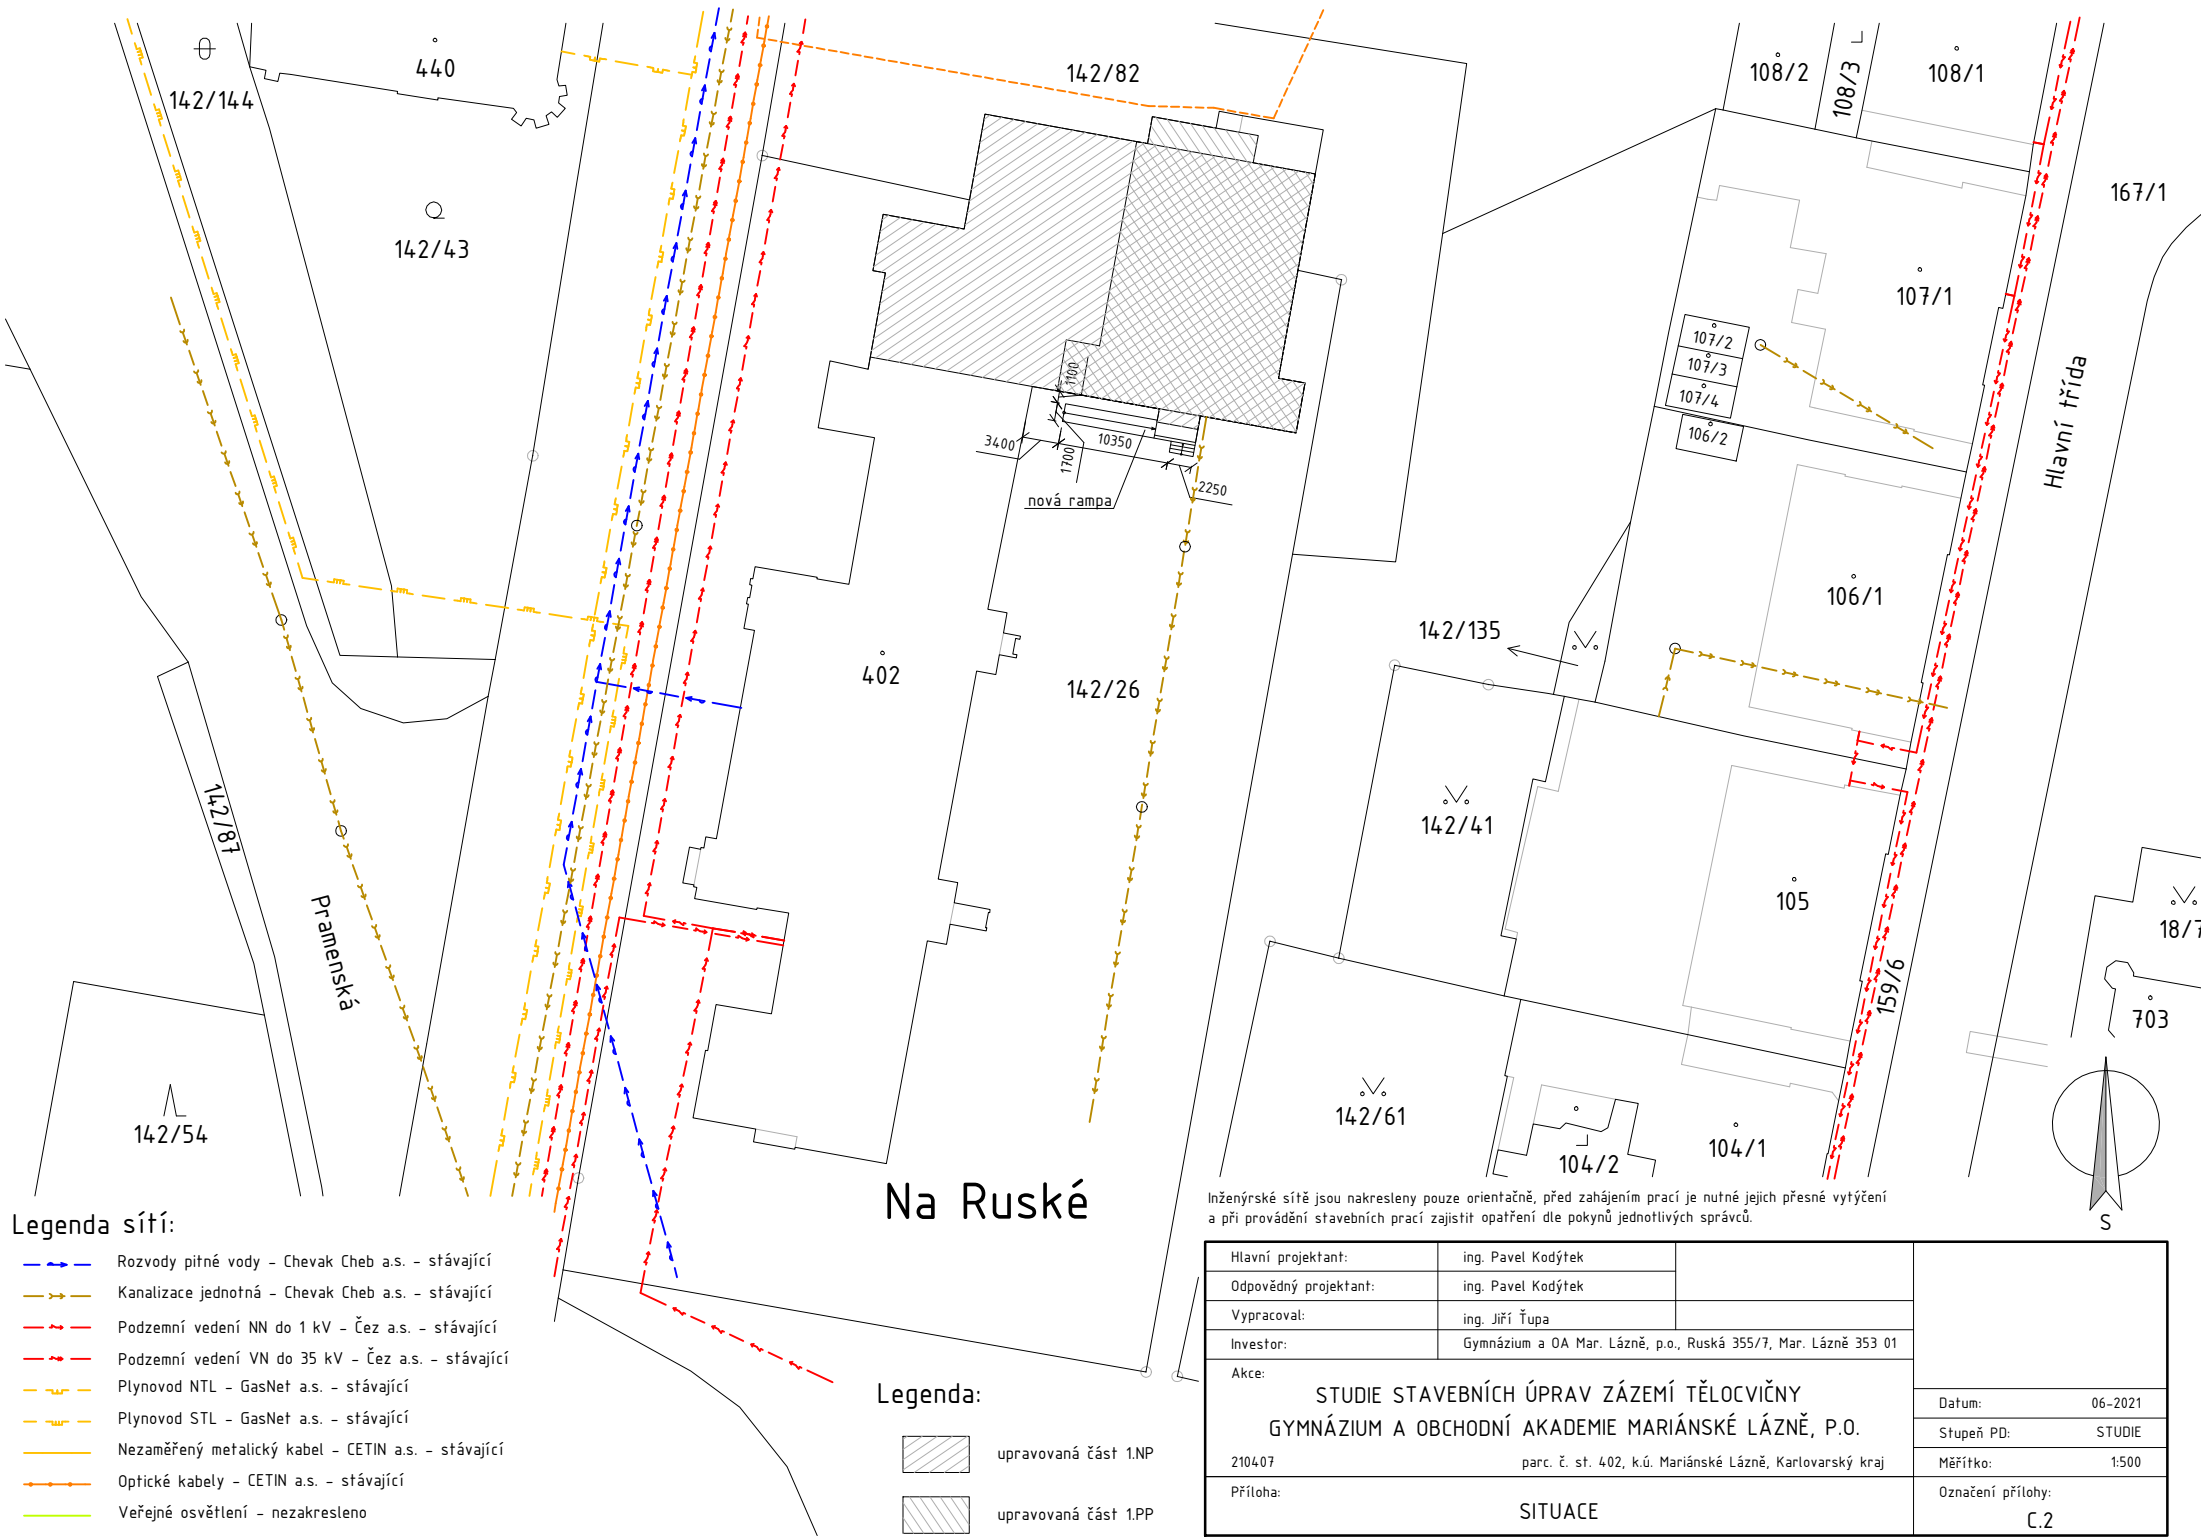 440
142/144
142/43
142/82
108/2
108/3
108/1
167/1
107/1
107/2
107/3
107/4
106/2
Hlavní třída
1100
3400
10350
1700
2250
nová rampa
106/1
142/135
402
142/26
142/41
142/87
Pramenská
105
159/6
18/7
703
142/54
142/61
104/2
104/1
Na Ruské
S
Inženýrské sítě jsou nakresleny pouze orientačně, před zahájením prací je nutné jejich přesné vytýčení
a při provádění stavebních prací zajistit opatření dle pokynů jednotlivých správců.
Legenda sítí:
Rozvody pitné vody - Chevak Cheb a.s. - stávající
Kanalizace jednotná - Chevak Cheb a.s. - stávající
Podzemní vedení NN do 1 kV - Čez a.s. - stávající
Podzemní vedení VN do 35 kV - Čez a.s. - stávající
Plynovod NTL - GasNet a.s. - stávající
Plynovod STL - GasNet a.s. - stávající
Nezaměřený metalický kabel - CETIN a.s. - stávající
Optické kabely - CETIN a.s. - stávající
Veřejné osvětlení - nezakresleno
Legenda:
upravovaná část 1.NP
upravovaná část 1.PP
Hlavní projektant: ing. Pavel Kodýtek
Odpovědný projektant: ing. Pavel Kodýtek
Vypracoval: ing. Jiří Ťupa
Investor: Gymnázium a OA Mar. Lázně, p.o., Ruská 355/7, Mar. Lázně 353 01
Akce:
STUDIE STAVEBNÍCH ÚPRAV ZÁZEMÍ TĚLOCVIČNY
GYMNÁZIUM A OBCHODNÍ AKADEMIE MARIÁNSKÉ LÁZNĚ, P.O.
210407 parc. č. st. 402, k.ú. Mariánské Lázně, Karlovarský kraj
Datum: 06-2021
Stupeň PD: STUDIE
Měřítko: 1:500
Příloha:
SITUACE
Označení přílohy:
C.2